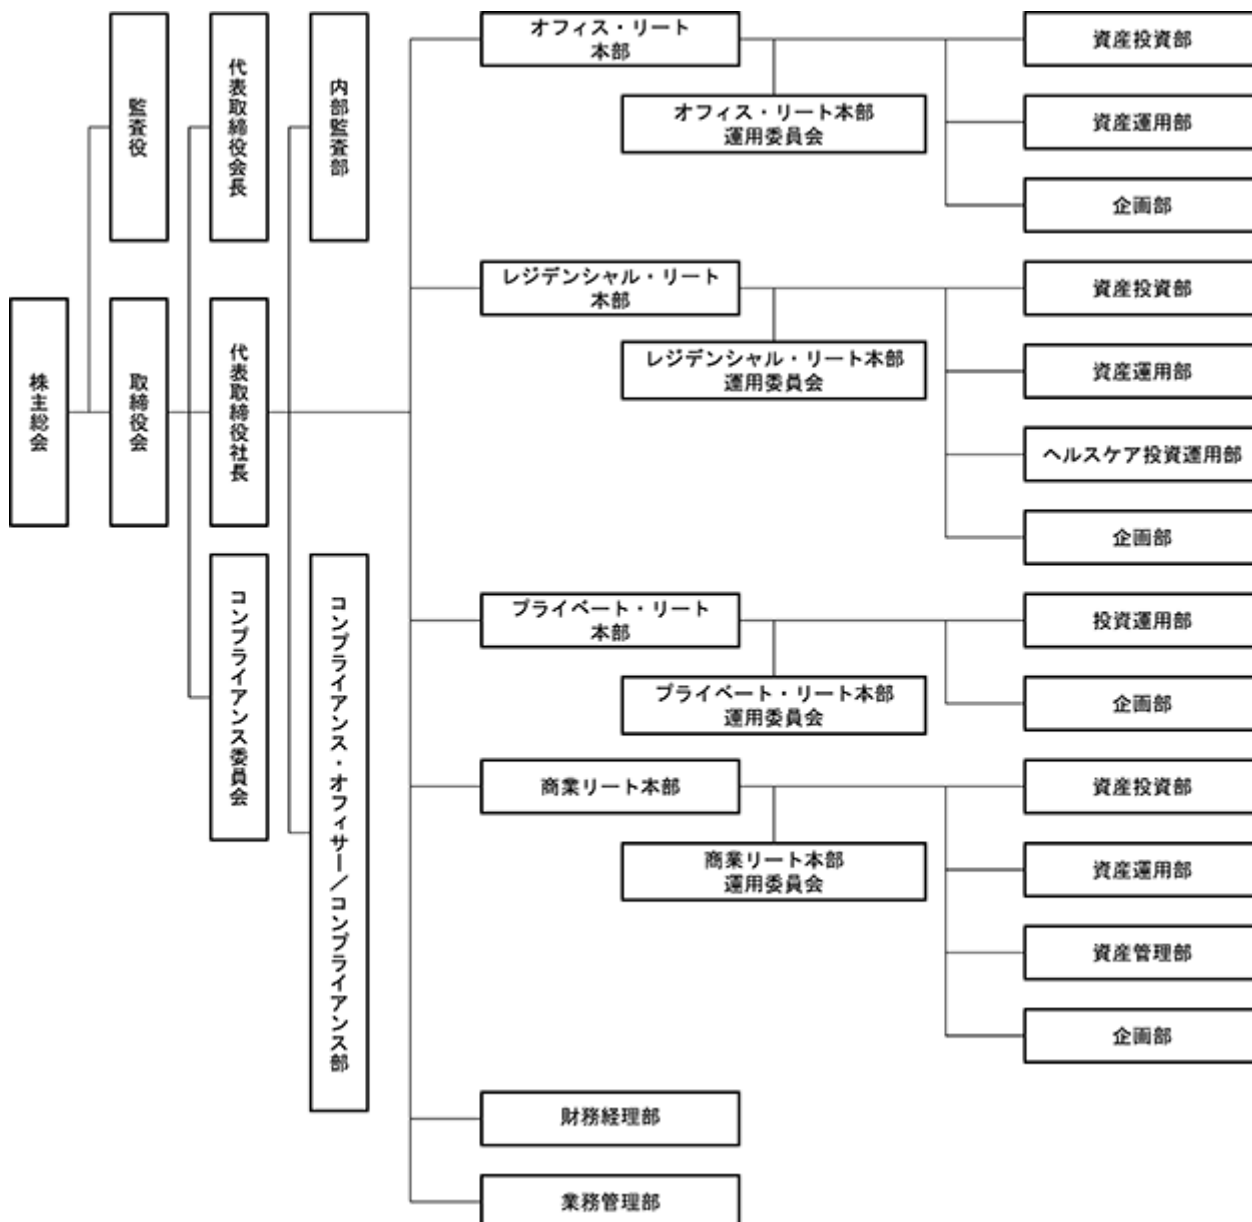 株主総会
監査役
取締役会
代表取締役会長
代表取締役社長
コンプライアンス委員会
内部監査部
コンプライアンス・オフィサー/コンプライアンス部
オフィス・リート
本部
オフィス・リート本部
運用委員会
資産投資部
資産運用部
企画部
レジデンシャル・リート
本部
レジデンシャル・リート本部
運用委員会
資産投資部
資産運用部
ヘルスケア投資運用部
企画部
プライベート・リート
本部
プライベート・リート本部
運用委員会
投資運用部
企画部
商業リート本部
商業リート本部
運用委員会
資産投資部
資産運用部
資産管理部
企画部
財務経理部
業務管理部